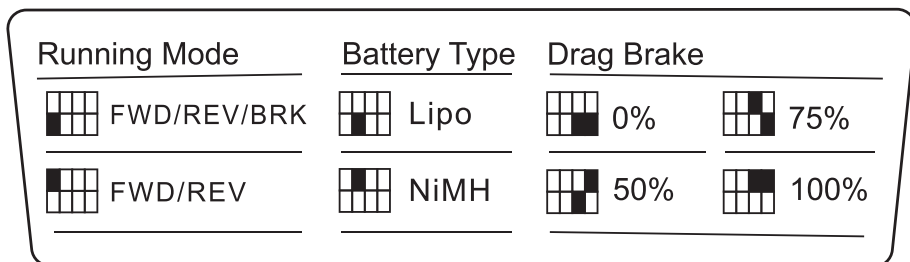 Running Mode Battery Type Drag Brake
FWD/REV/BRK Lipo 0% 75%
FWD/REV NiMH 50% 100%